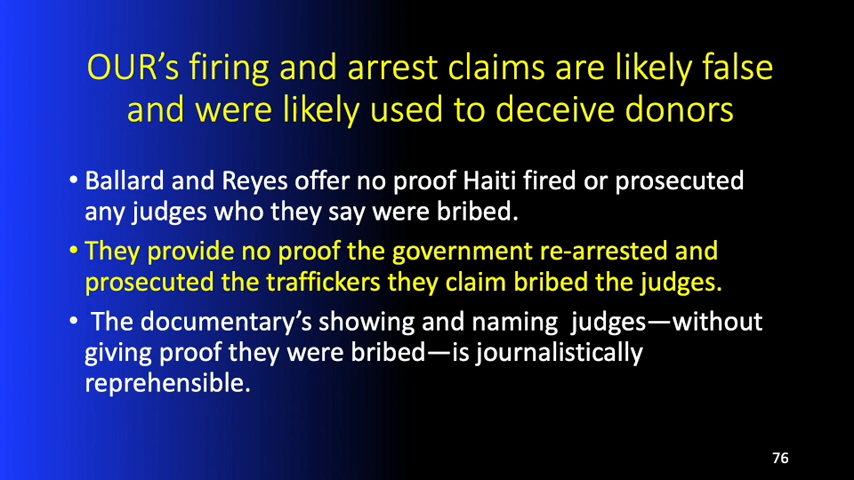 OUR’s firing and arrest claims are likely false
and were likely used to deceive donors
• Ballard and Reyes offer no proof Haiti fired or prosecuted
any judges who they say were bribed.
• They provide no proof the government re-arrested and
prosecuted the traffickers they claim bribed the judges.
• The documentary’s showing and naming judges—without
giving proof they were bribed—is journalistically
reprehensible.
76